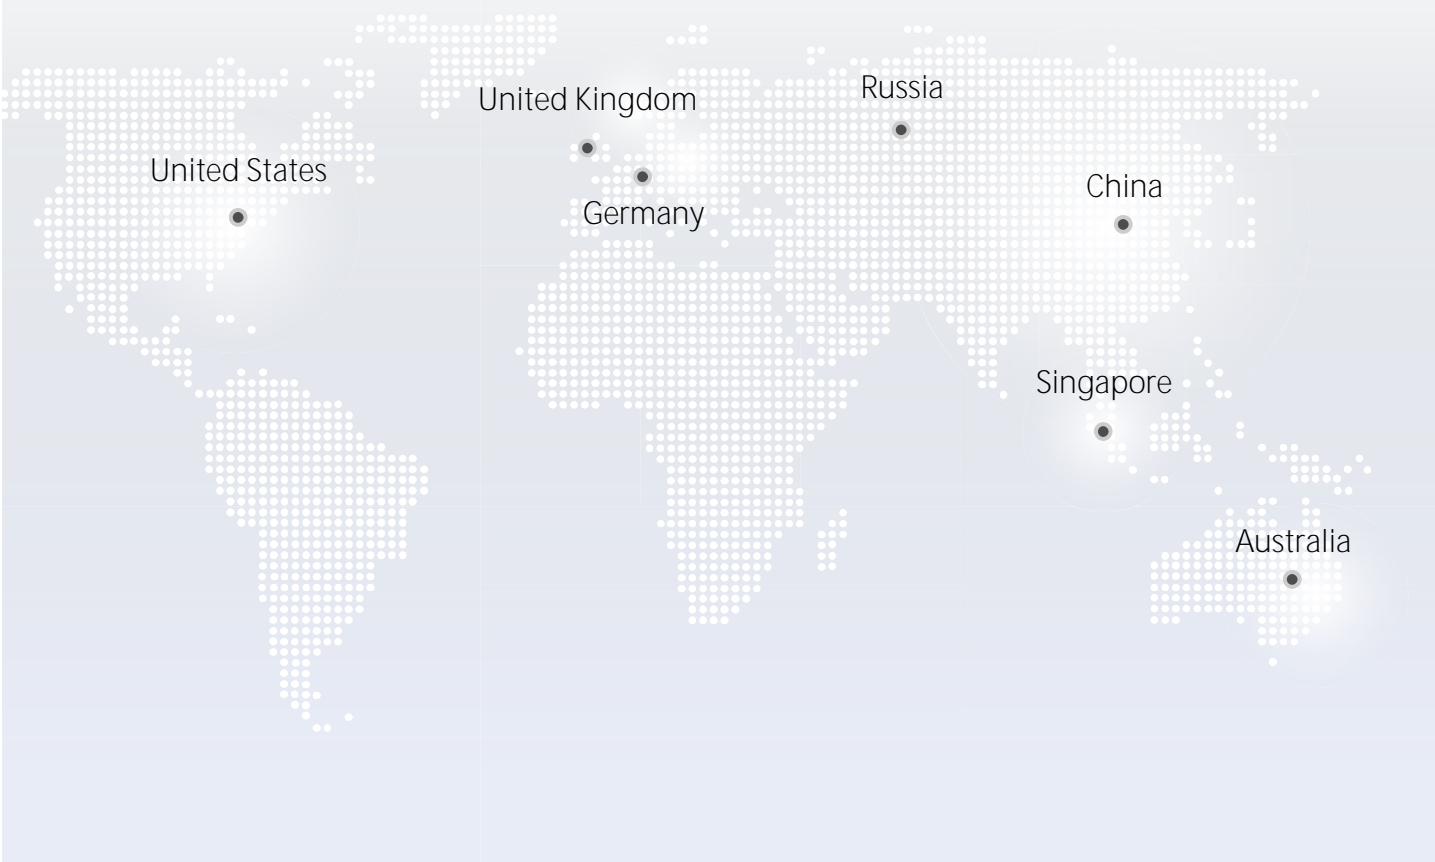 Russia
United Kingdom
United States
China
Germany
Singapore
Australia